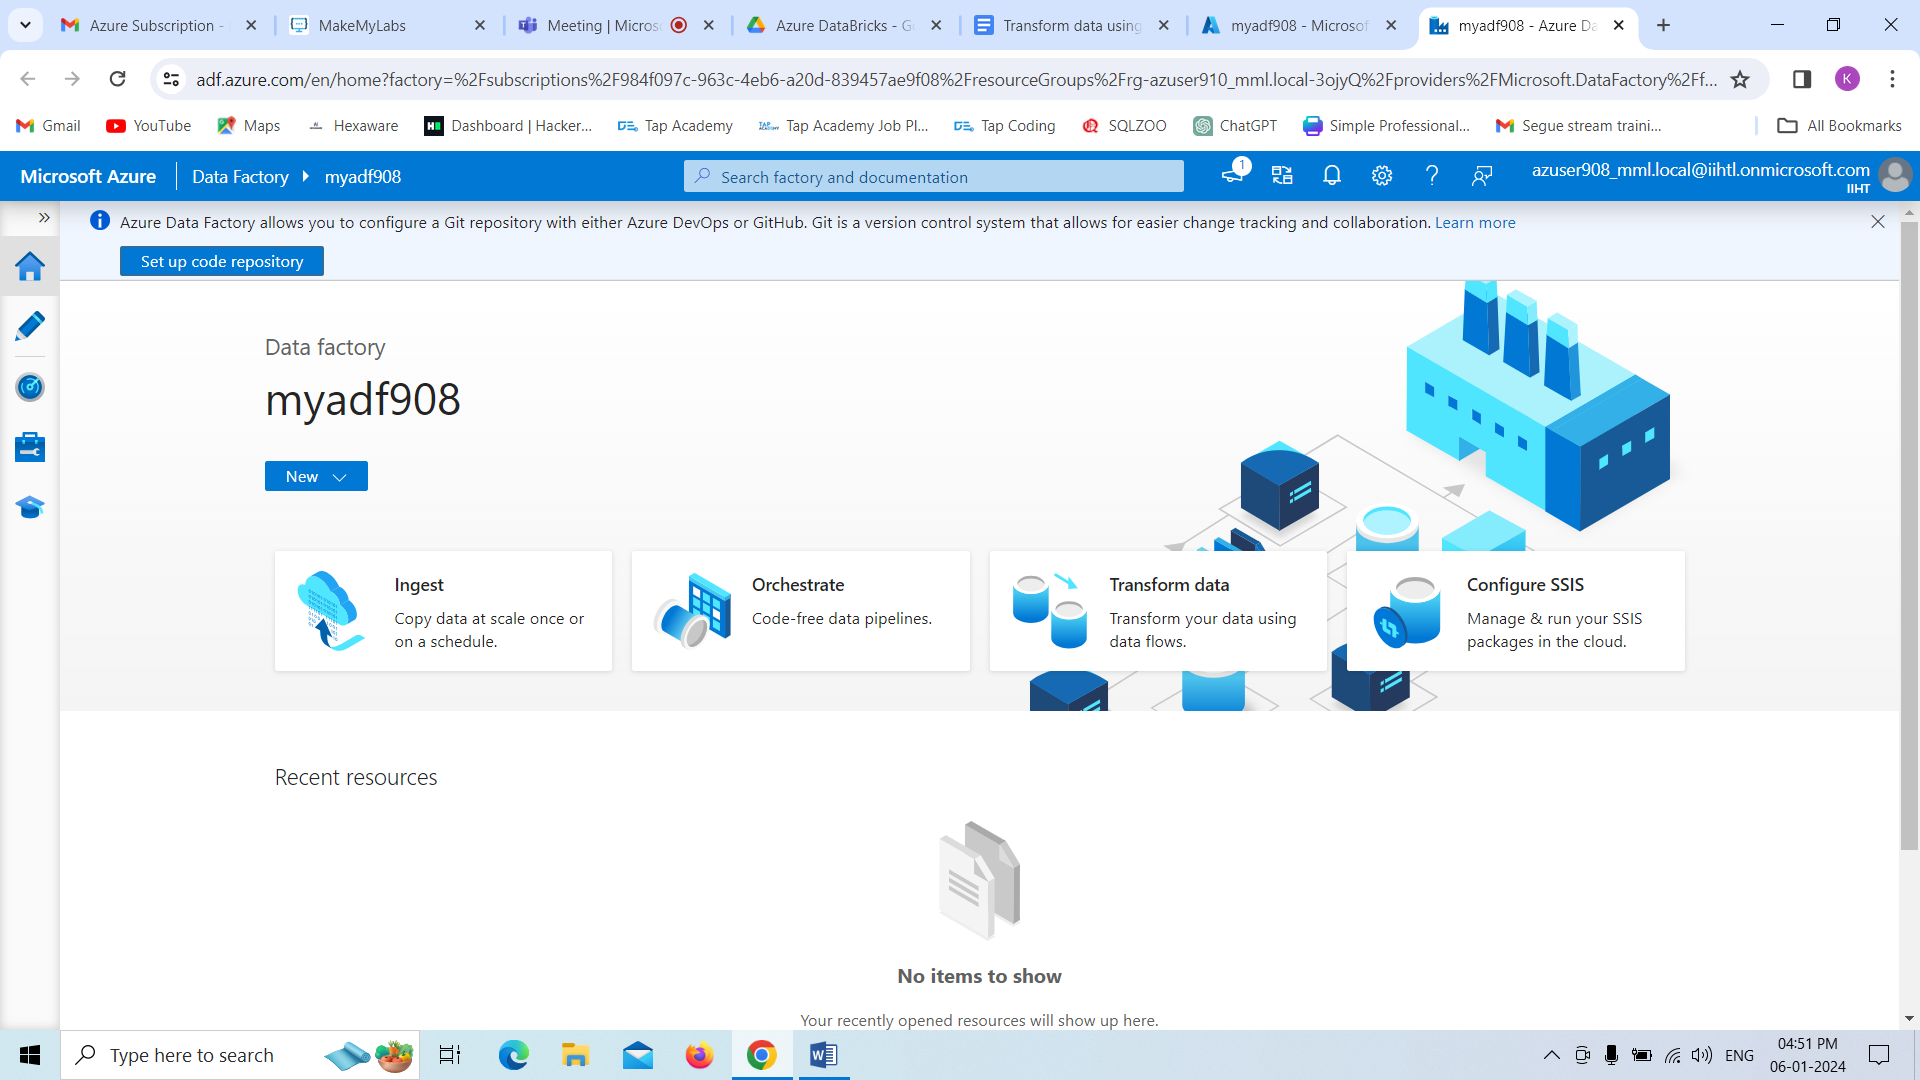 Azure Subscription -
MakeMyLabs
Meeting | Micros
Azure DataBricks - G
Transform data using
myadf908 - Microsof
myadf908 - Azure Da
adf.azure.com/en/home?factory=%2Fsubscriptions%2F984f097c-963c-4eb6-a20d-839457ae9f08%2FresourceGroups%2Frg-azuser910_mml.local-3ojyQ%2Fproviders%2FMicrosoft.DataFactory%2Ff...
K
Gmail
YouTube
Maps
Hexaware
Dashboard | Hacker...
Tap Academy
Tap Academy Job Pl...
Tap Coding
SQLZOO
ChatGPT
Simple Professional...
Segue stream traini...
All Bookmarks
Microsoft Azure
Data Factory
myadf908
Search factory and documentation
1
azuser908_mml.local@iihtl.onmicrosoft.com
IIHT
Azure Data Factory allows you to configure a Git repository with either Azure DevOps or GitHub. Git is a version control system that allows for easier change tracking and collaboration. Learn more
Set up code repository
Data factory
myadf908
New
Ingest
Copy data at scale once or
on a schedule.
Orchestrate
Code-free data pipelines.
Transform data
Transform your data using
data flows.
Configure SSIS
Manage & run your SSIS
packages in the cloud.
Recent resources
No items to show
Your recently opened resources will show up here.
Type here to search
ENG
04:51 PM
06-01-2024